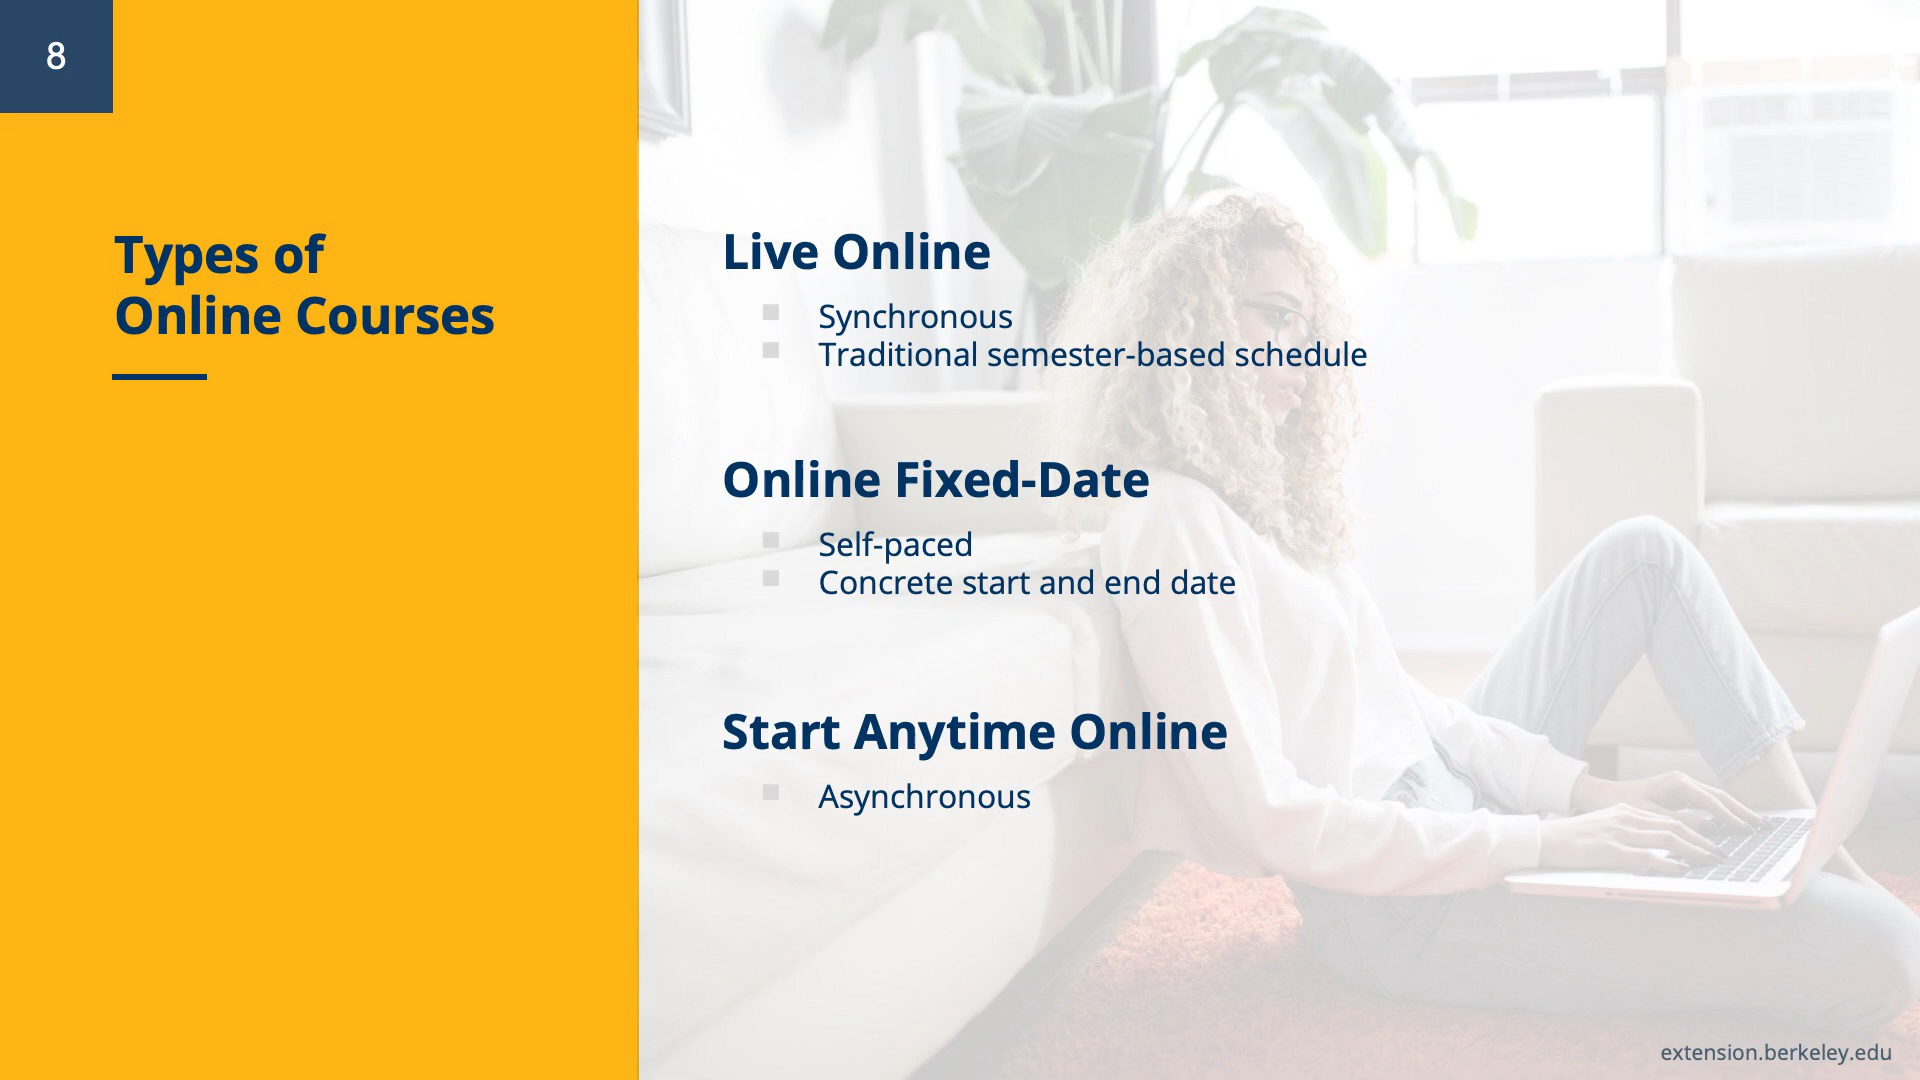 8
Types of
Online Courses
Live Online
Synchronous
Traditional semester-based schedule
Online Fixed-Date
Self-paced
Concrete start and end date
Start Anytime Online
Asynchronous
extension.berkeley.edu